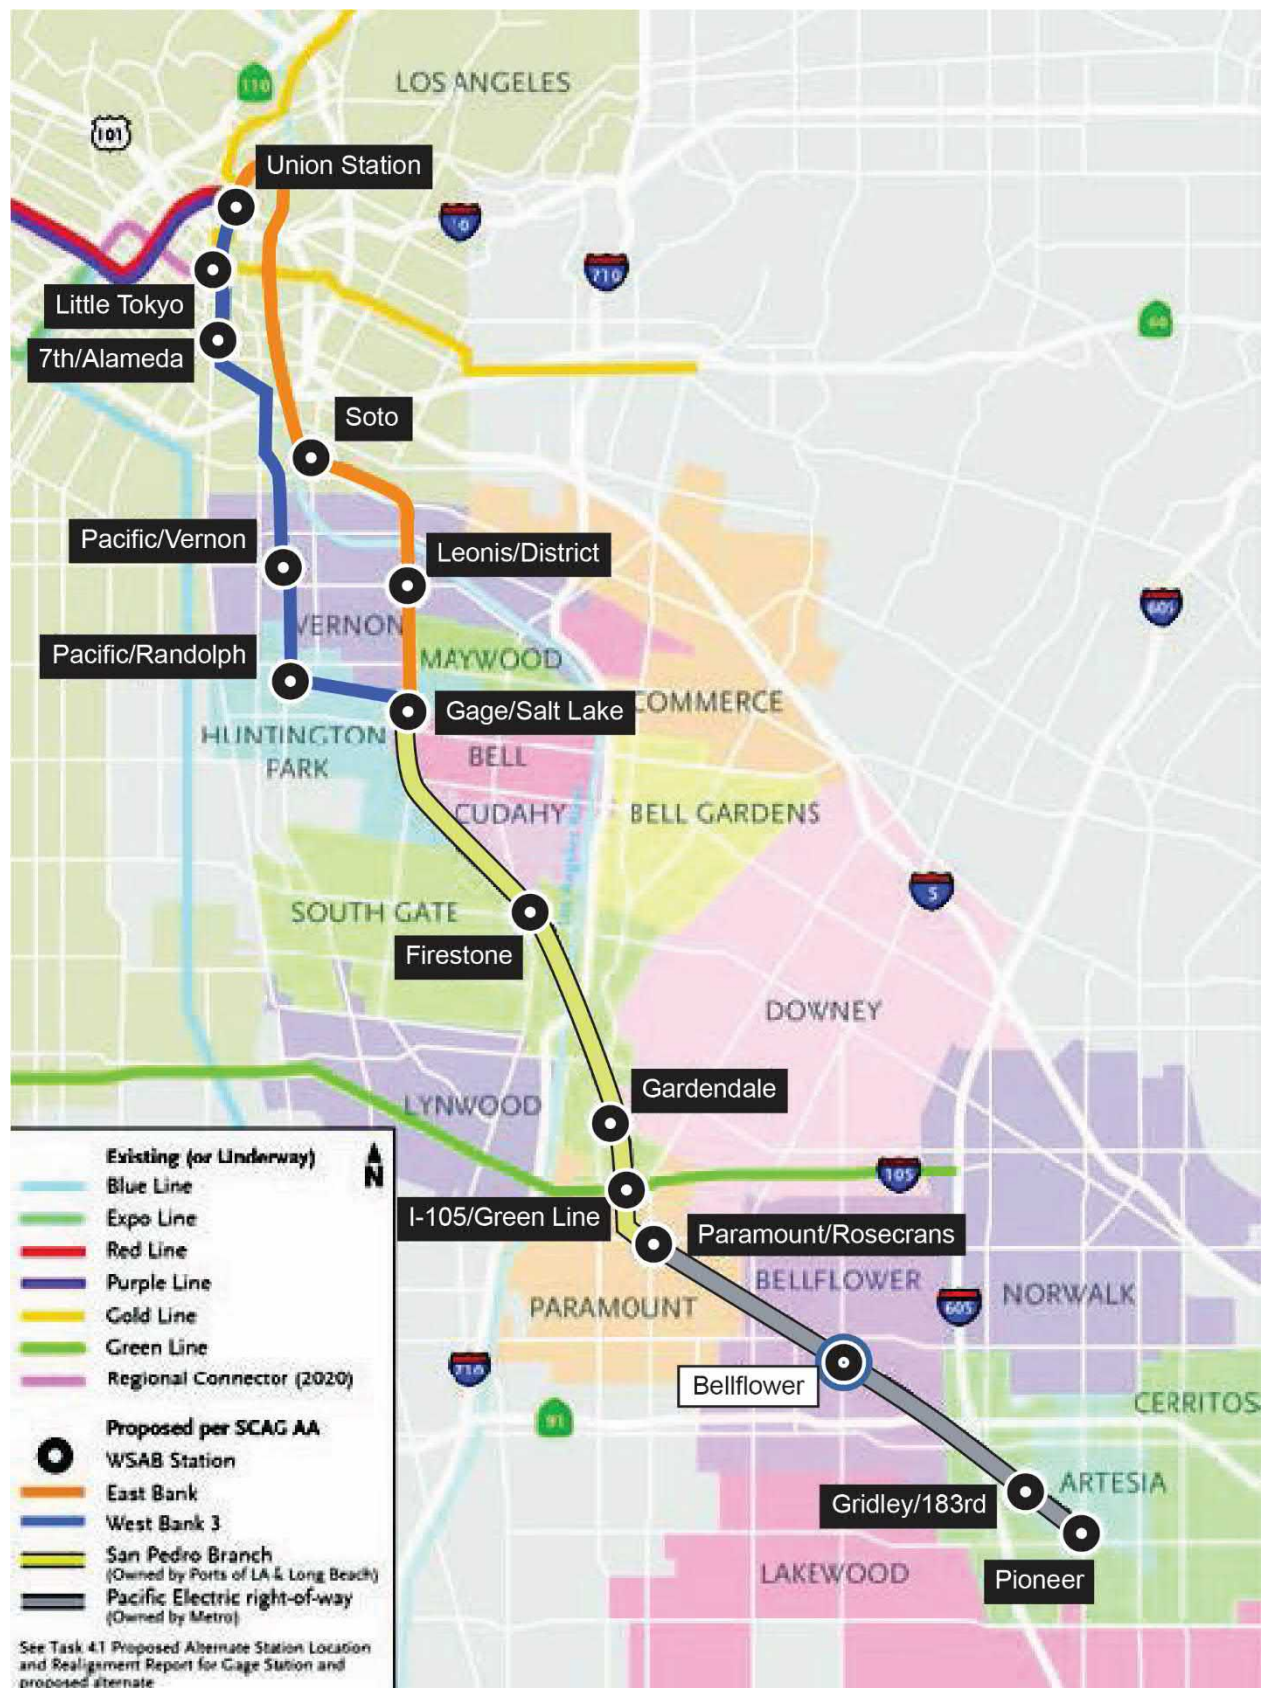 LOS ANGELES
110
101
Union Station
10
710
Little Tokyo
60
7th/Alameda
Soto
Pacific/Vernon
Leonis/District
605
VERNON
Pacific/Randolph
MAYWOOD
COMMERCE
Gage/Salt Lake
HUNTINGTON
PARK
BELL
CUDAHY
BELL GARDENS
5
SOUTH GATE
Firestone
DOWNEY
Gardendale
LYNWOOD
105
I-105/Green Line
Paramount/Rosecrans
BELLFLOWER
605
NORWALK
PARAMOUNT
710
Bellflower
91
CERRITOS
ARTESIA
Gridley/183rd
LAKEWOOD
Pioneer
Existing (or Underway)
N
Blue Line
Expo Line
Red Line
Purple Line
Gold Line
Green Line
Regional Connector (2020)
Proposed per SCAG AA
WSAB Station
East Bank
West Bank 3
San Pedro Branch
(Owned by Ports of LA & Long Beach)
Pacific Electric right-of-way
(Owned by Metro)
See Task 4.1 Proposed Alternate Station Location
and Realignment Report for Gage Station and
proposed alternate